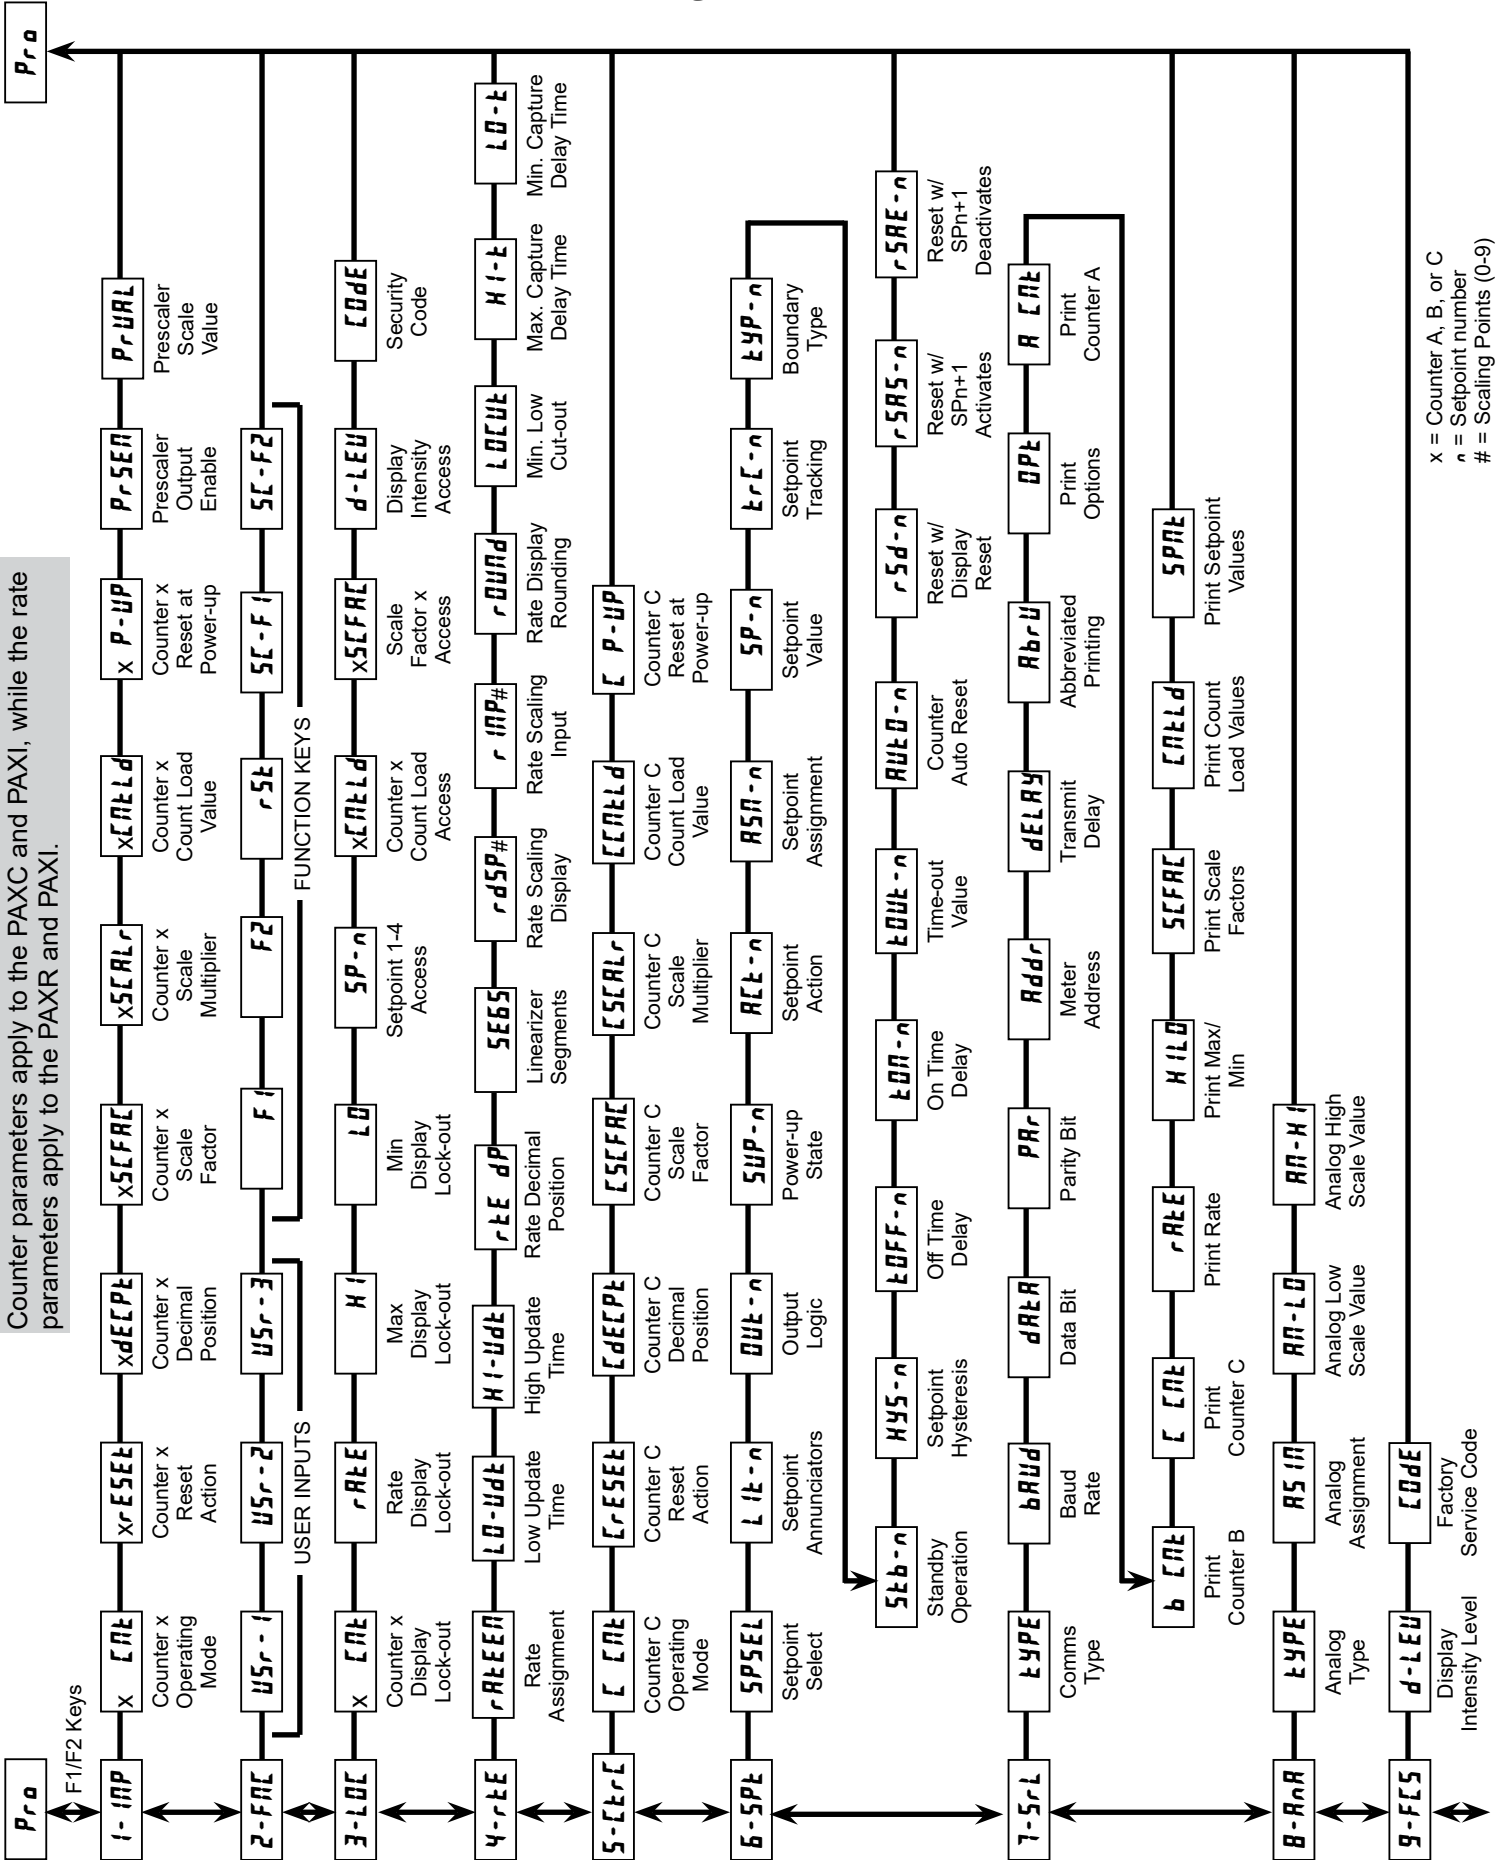 Counter parameters apply to the PAXC and PAXI, while the rate
parameters apply to the PAXR and PAXI.
Pro
F1/F2 Keys
Pro
1-INP
x CNt
Counter x
Operating
Mode
xrESEt
Counter x
Reset
Action
xdECPt
Counter x
Decimal
Position
xSCFAC
Counter x
Scale
Factor
xSCALr
Counter x
Scale
Multiplier
xCNtLd
Counter x
Count Load
Value
x P-UP
Counter x
Reset at
Power-up
PrSEN
Prescaler
Output
Enable
PrVAL
Prescaler
Scale
Value
2-FNC
USr-1
USr-2
USr-3
F1
F2
rSt
SC-F1
SC-F2
USER INPUTS
FUNCTION KEYS
3-LOC
x CNt
Counter x
Display
Lock-out
rAtE
Rate
Display
Lock-out
HI
Max
Display
Lock-out
LO
Min
Display
Lock-out
SP-n
Setpoint 1-4
Access
xCNtLd
Counter x
Count Load
Access
xSCFAC
Scale
Factor x
Access
d-LEV
Display
Intensity
Access
COdE
Security
Code
4-rtE
rAtEEN
Rate
Assignment
LO-Udt
Low Update
Time
HI-Udt
High Update
Time
rtE dP
Rate Decimal
Position
SEGS
Linearizer
Segments
rdSP#
Rate Scaling
Display
r INP#
Rate Scaling
Input
rOUNd
Rate Display
Rounding
LOCUt
Min. Low
Cut-out
HI-t
Max. Capture
Delay Time
LO-t
Min. Capture
Delay Time
5-CtrC
C CNt
Counter C
Operating
Mode
CrESEt
Counter C
Reset
Action
CdECPt
Counter C
Decimal
Position
CSCFAC
Counter C
Scale
Factor
CSCALr
Counter C
Scale
Multiplier
CCNtLd
Counter C
Count Load
Value
C P-UP
Counter C
Reset at
Power-up
6-SPt
SPSEL
Setpoint
Select
LIt-n
Setpoint
Annunciators
OUt-n
Output
Logic
SUP-n
Power-up
State
ACt-n
Setpoint
Action
ASN-n
Setpoint
Assignment
SP-n
Setpoint
Value
trC-n
Setpoint
Tracking
tYP-n
Boundary
Type
Stb-n
Standby
Operation
HYS-n
Setpoint
Hysteresis
tOFF-n
Off Time
Delay
tON-n
On Time
Delay
tOUt-n
Time-out
Value
AUtO-n
Counter
Auto Reset
rSd-n
Reset w/
Display
Reset
rSAS-n
Reset w/
SPn+1
Activates
rSAE-n
Reset w/
SPn+1
Deactivates
7-SrL
tYPE
Comms
Type
bAUd
Baud
Rate
dAtA
Data Bit
PAr
Parity Bit
Addr
Meter
Address
dELAY
Transmit
Delay
AbrV
Abbreviated
Printing
OPt
Print
Options
A CNt
Print
Counter A
b CNt
Print
Counter B
C CNt
Print
Counter C
rAtE
Print Rate
HILO
Print Max/
Min
SCFAC
Print Scale
Factors
CNtLd
Print Count
Load Values
SPNt
Print Setpoint
Values
8-AnA
tYPE
Analog
Type
ASIN
Analog
Assignment
AN-LO
Analog Low
Scale Value
AN-HI
Analog High
Scale Value
9-FCS
d-LEV
Display
Intensity Level
COdE
Factory
Service Code
x = Counter A, B, or C
n = Setpoint number
# = Scaling Points (0-9)